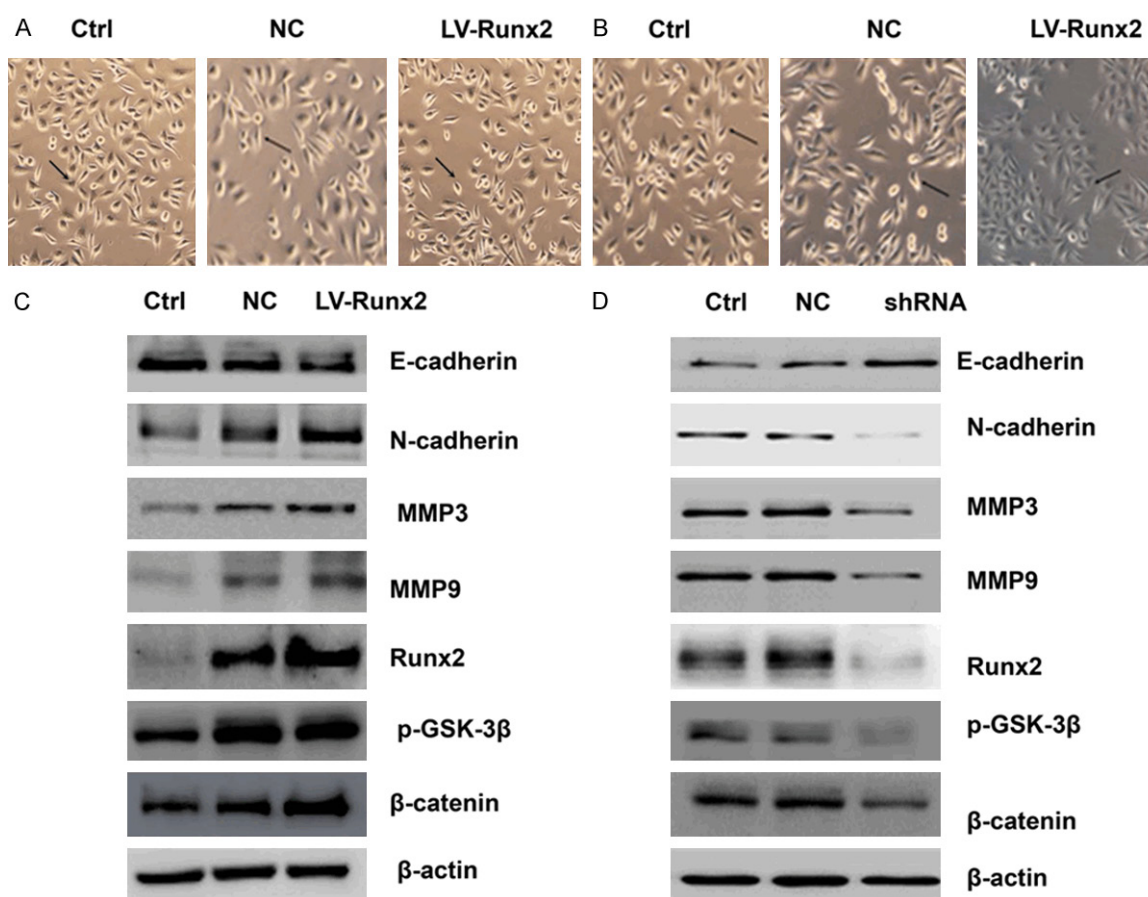 A Ctrl NC LV-Runx2 B Ctrl NC LV-Runx2
C Ctrl NC LV-Runx2
E-cadherin
N-cadherin
MMP3
MMP9
Runx2
p-GSK-3β
β-catenin
β-actin
D Ctrl NC shRNA
E-cadherin
N-cadherin
MMP3
MMP9
Runx2
p-GSK-3β
β-catenin
β-actin